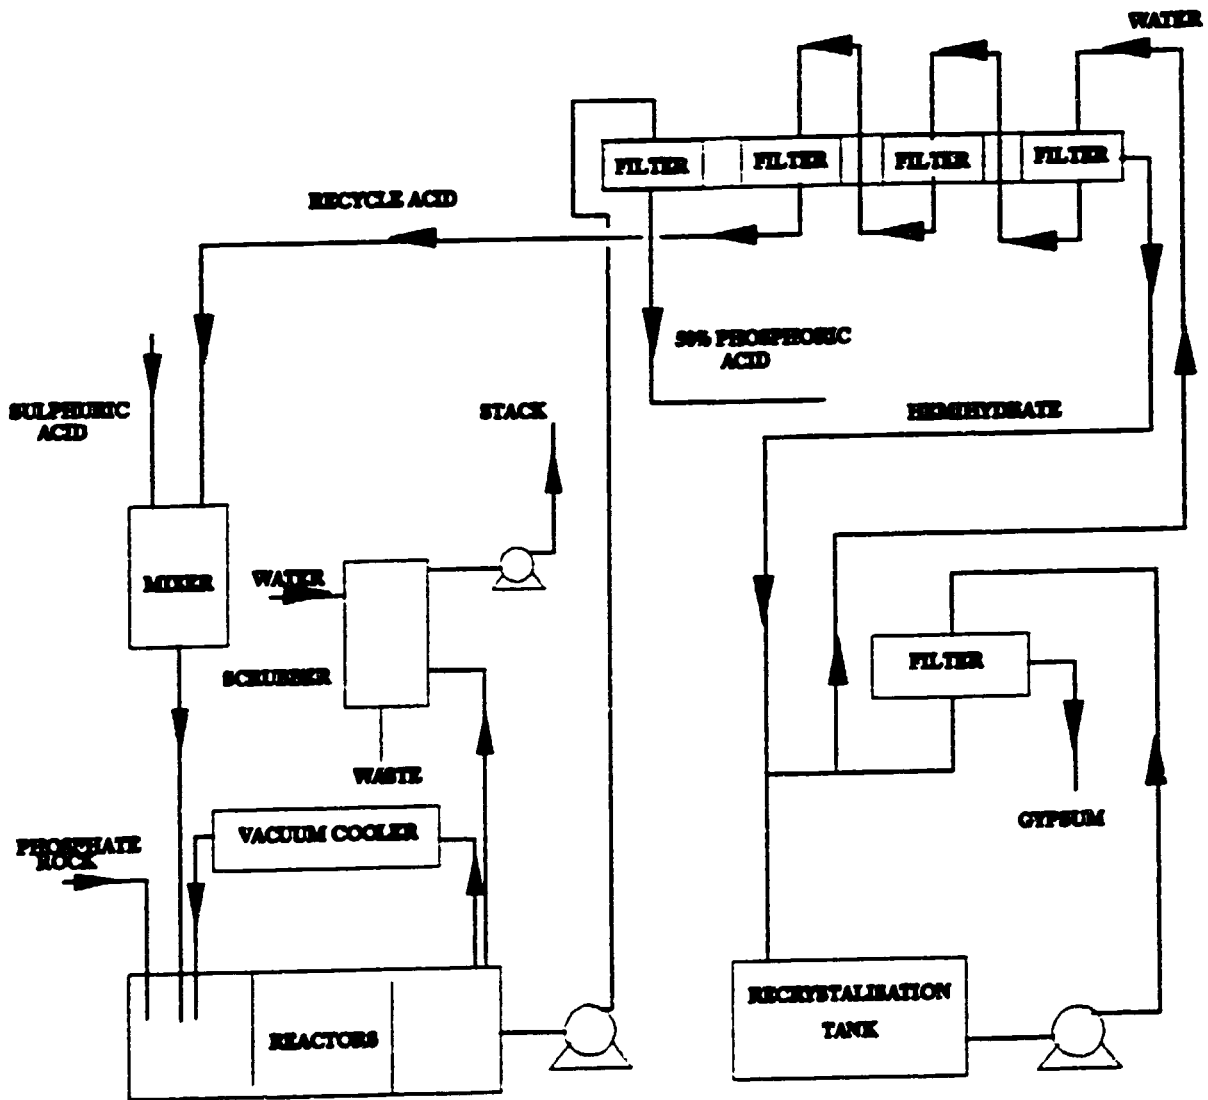 WATER
FILTER
FILTER
FILTER
FILTER
RECYCLE ACID
50% PHOSPHORIC
ACID
SULPHURIC
ACID
STACK
HEMIHYDRATE
MIXER
WATER
SCRUBBER
FILTER
WASTE
GYPSUM
VACUUM COOLER
PHOSPHATE
ROCK
RECRYSTALISATION
TANK
REACTORS